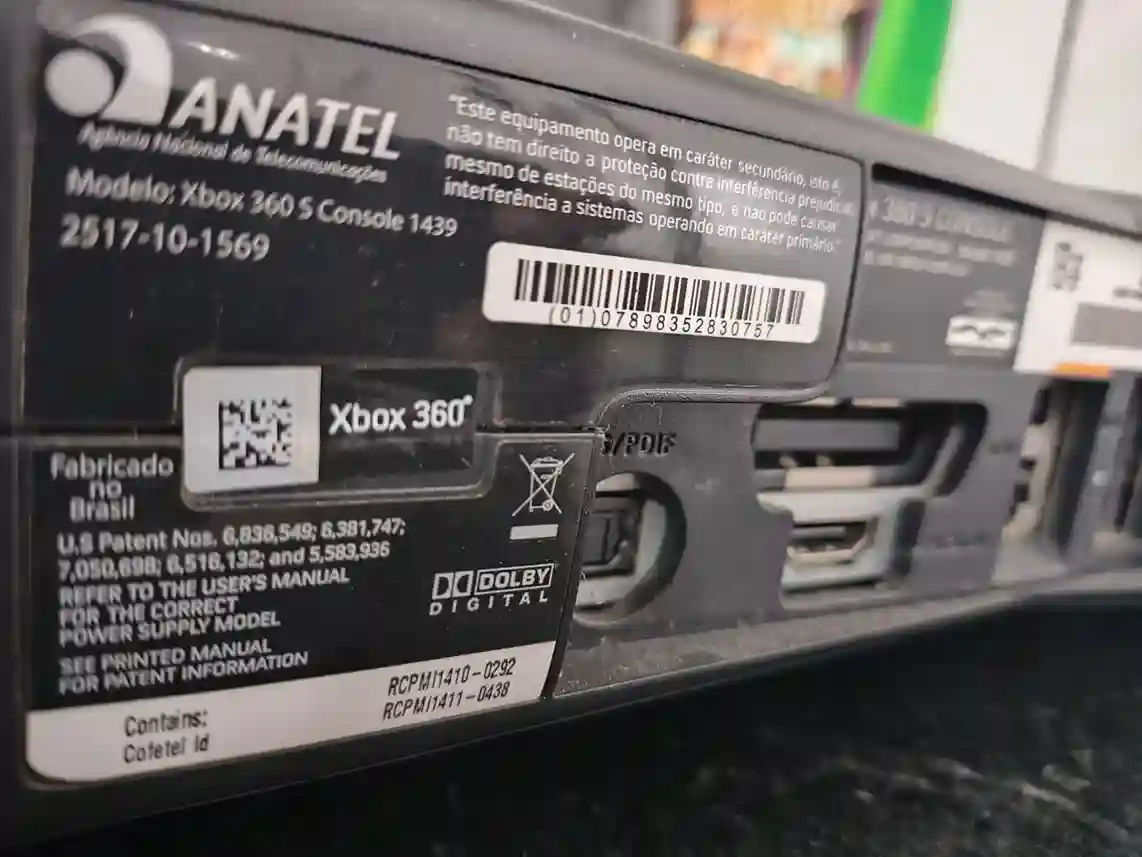 ANATEL
Agência Nacional de Telecomunicações
Modelo: Xbox 360 S Console 1439
2517-10-1569
"Este equipamento opera em caráter secundário, isto é,
não tem direito a proteção contra interferência prejudicial
mesmo de estações do mesmo tipo, e não pode causar
interferência a sistemas operando em caráter primário."
(01)07898352830757
360 S
Xbox 360
S/PDIF
Fabricado
no
Brasil
U.S Patent Nos. 6,836,549; 6,381,747;
7,050,698; 6,516,132; and 5,583,936
REFER TO THE USER'S MANUAL
FOR THE CORRECT
POWER SUPPLY MODEL
SEE PRINTED MANUAL
FOR PATENT INFORMATION
DOLBY
DIGITAL
Contains:
Cofetel Id
RCPMI1410-0292
RCPMI1411-0438